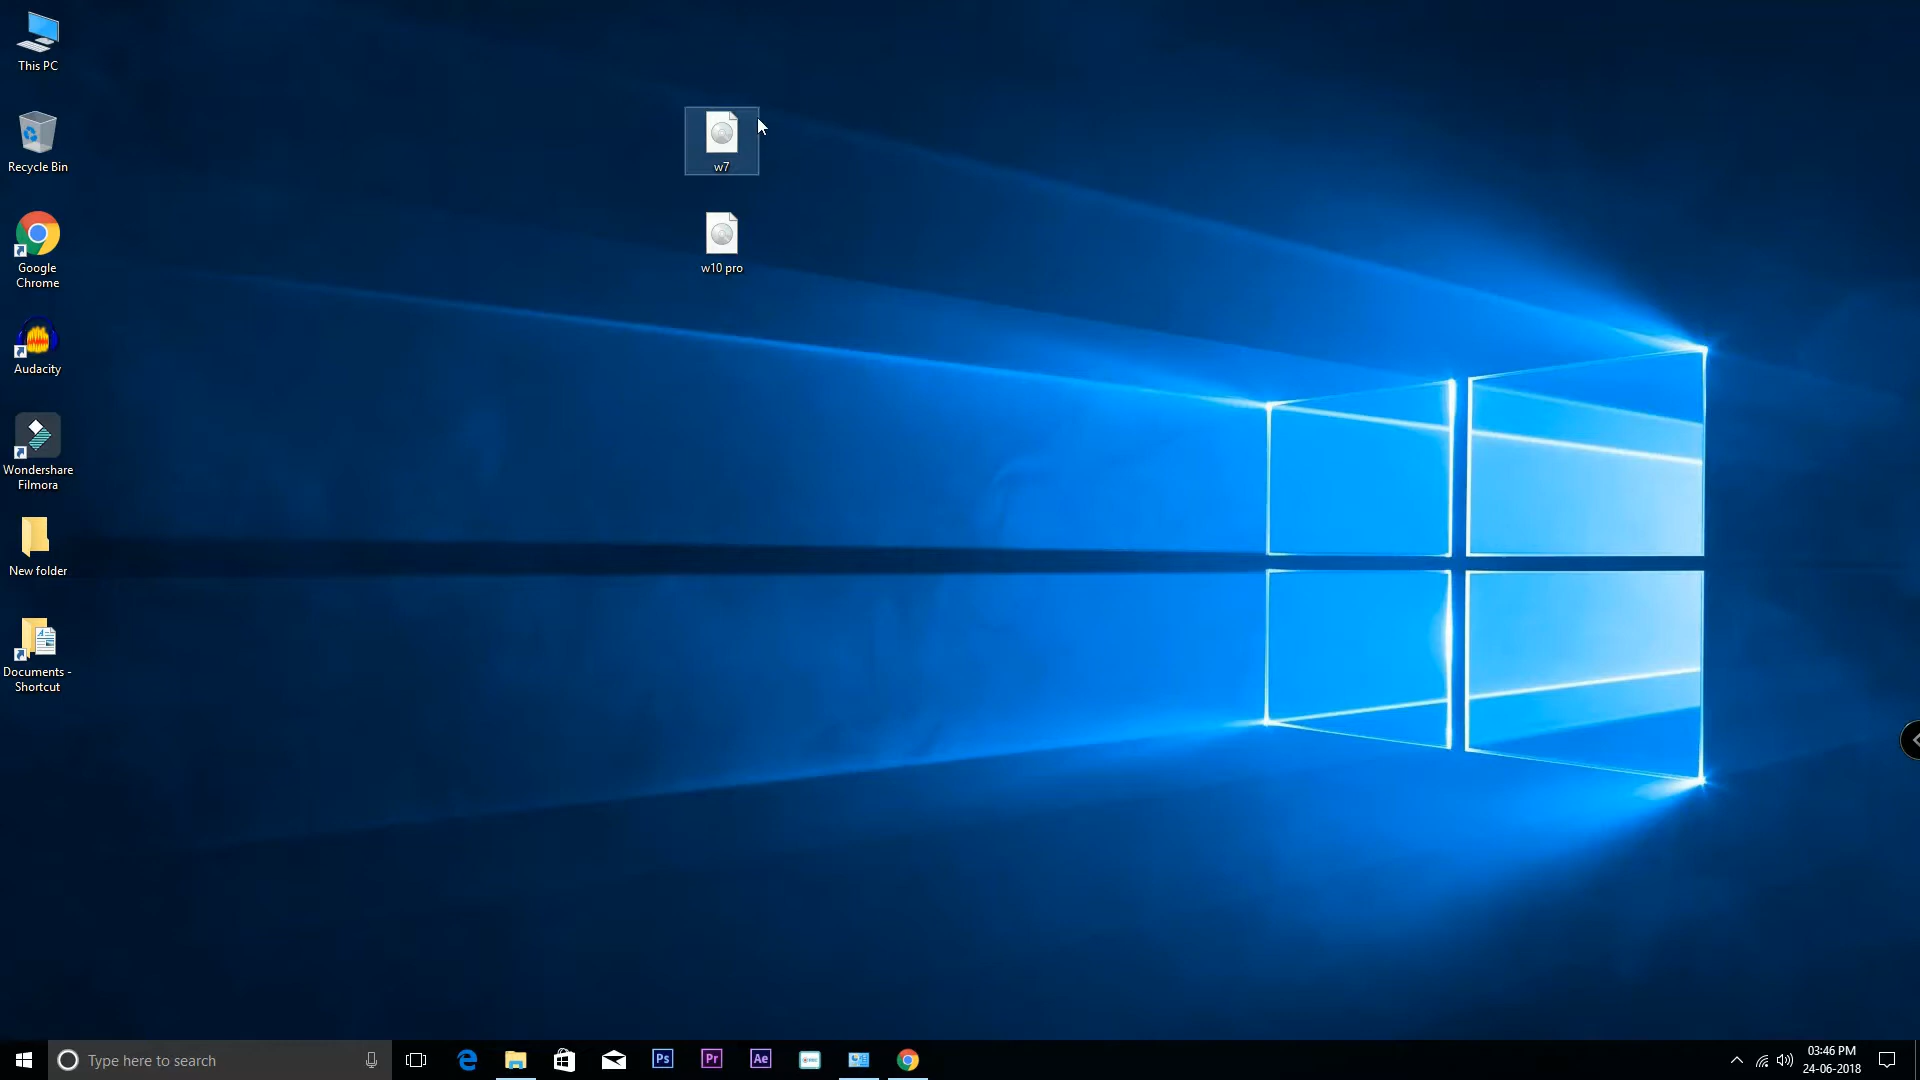 This PC
Recycle Bin
Google
Chrome
Audacity
Wondershare
Filmora
New folder
Documents -
Shortcut
w7
w10 pro
Type here to search
Ps
Pr
Ae
03:46 PM
24-06-2018